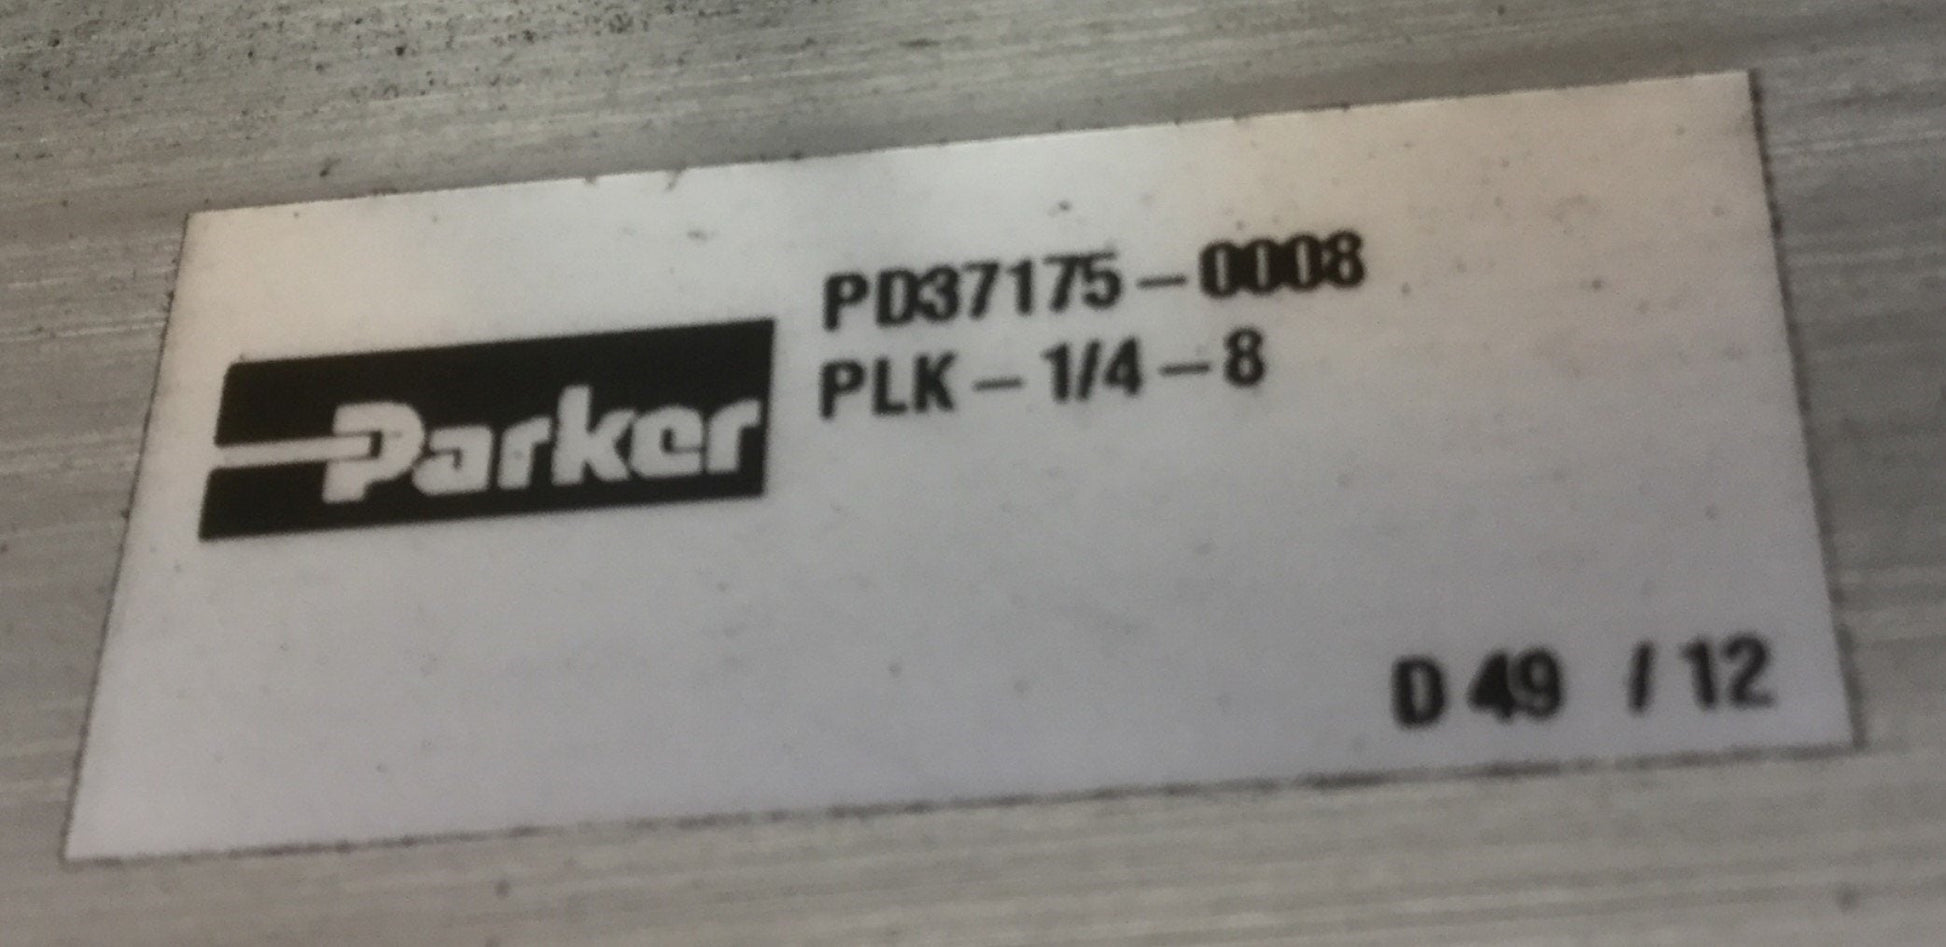 Parker
PD37175-0008
PLK-1/4-8
D 49 / 12